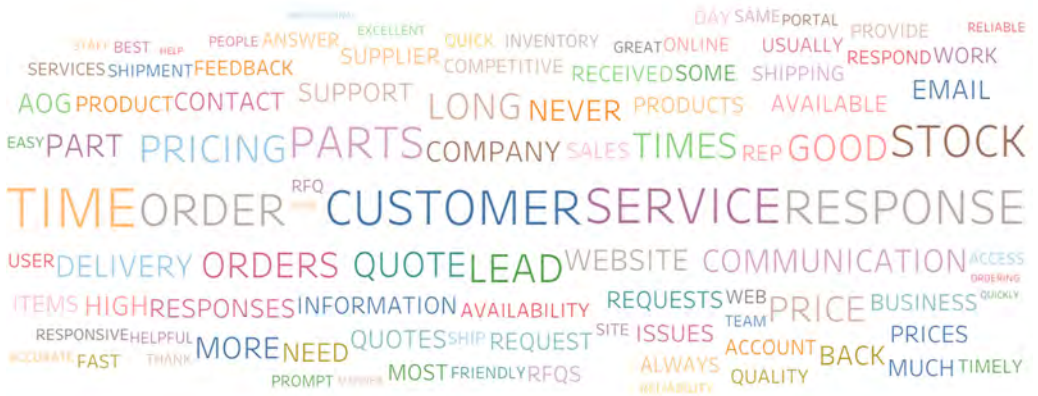 DAY SAME PORTAL
EXCELLENT PROVIDE RELIABLE
STAFF BEST HELP PEOPLE ANSWER SUPPLIER QUICK INVENTORY GREAT ONLINE USUALLY RESPOND WORK
SERVICES SHIPMENT FEEDBACK COMPETITIVE RECEIVED SOME SHIPPING EMAIL
AOG PRODUCT CONTACT SUPPORT LONG NEVER PRODUCTS AVAILABLE
EASY PART PRICING PARTS COMPANY SALES TIMES REP GOOD STOCK
TIME ORDER RFQ CUSTOMER SERVICE RESPONSE
USER DELIVERY ORDERS QUOTE LEAD WEBSITE COMMUNICATION ACCESS
ORDERING
ITEMS HIGH RESPONSES INFORMATION AVAILABILITY REQUESTS WEB PRICE BUSINESS QUICKLY
RESPONSIVE HELPFUL MORE NEED QUOTES SHIP REQUEST SITE ISSUES TEAM ACCOUNT BACK PRICES
ACCURATE FAST THANK MOST FRIENDLY RFQS ALWAYS QUALITY MUCH TIMELY
PROMPT MANNER RELIABILITY